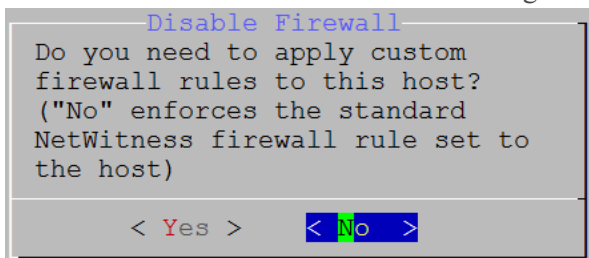 Disable Firewall
Do you need to apply custom
firewall rules to this host?
("No" enforces the standard
NetWitness firewall rule set to
the host)
< Yes > < No >